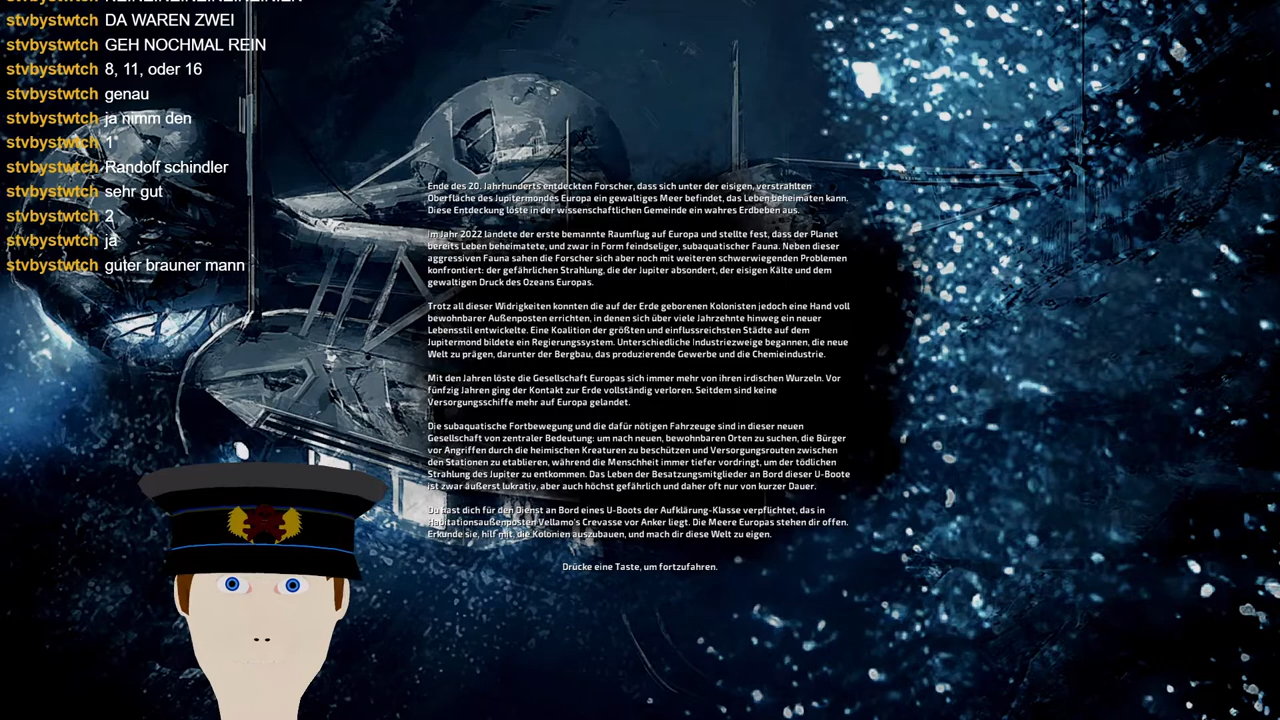 stvbystwtch DA WAREN ZWEI
stvbystwtch GEH NOCHMAL REIN
stvbystwtch 8, 11, oder 16
stvbystwtch genau
stvbystwtch ja nimm den
stvbystwtch 1
stvbystwtch Randolf schindler
stvbystwtch sehr gut
stvbystwtch 2
stvbystwtch ja
stvbystwtch guter brauner mann
Ende des 20. Jahrhunderts entdeckten Forscher, dass sich unter der eisigen, verstrahlten
Oberfläche des Jupitermondes Europa ein gewaltiges Meer befindet, das Leben beheimaten kann.
Diese Entdeckung löste in der wissenschaftlichen Gemeinde ein wahres Erdbeben aus.
Im Jahr 2022 landete der erste bemannte Raumflug auf Europa und stellte fest, dass der Planet
bereits Leben beheimatete, und zwar in Form feindseliger, subaquatischer Fauna. Neben dieser
aggressiven Fauna sahen die Forscher sich aber noch mit weiteren schwerwiegenden Problemen
konfrontiert: der gefährlichen Strahlung, die der Jupiter absondert, der eisigen Kälte und dem
gewaltigen Druck des Ozeans Europas.
Trotz all dieser Widrigkeiten konnten die auf der Erde geborenen Kolonisten jedoch eine Hand voll
bewohnbarer Außenposten errichten, in denen sich über viele Jahrzehnte hinweg ein neuer
Lebensstil entwickelte. Eine Koalition der größten und einflussreichsten Städte auf dem
Jupitermond bildete ein Regierungssystem. Unterschiedliche Industriezweige begannen, die neue
Welt zu prägen, darunter der Bergbau, das produzierende Gewerbe und die Chemieindustrie.
Mit den Jahren löste die Gesellschaft Europas sich immer mehr von ihren irdischen Wurzeln. Vor
fünfzig Jahren ging der Kontakt zur Erde vollständig verloren. Seitdem sind keine
Versorgungsschiffe mehr auf Europa gelandet.
Die subaquatische Fortbewegung und die dafür nötigen Fahrzeuge sind in dieser neuen
Gesellschaft von zentraler Bedeutung: um nach neuen, bewohnbaren Orten zu suchen, die Bürger
vor Angriffen durch die heimischen Kreaturen zu beschützen und Versorgungsrouten zwischen
den Stationen zu etablieren, während die Menschheit immer tiefer vordringt, um der tödlichen
Strahlung des Jupiter zu entkommen. Das Leben der Besatzungsmitglieder an Bord dieser U-Boote
ist zwar äußerst lukrativ, aber auch höchst gefährlich und daher oft nur von kurzer Dauer.
Du hast dich für den Dienst an Bord eines U-Boots der Aufklärung-Klasse verpflichtet, das in
Habitationsaußenposten Vellamo's Crevasse vor Anker liegt. Die Meere Europas stehen dir offen.
Erkunde sie, hilf mit, die Kolonien auszubauen, und mach dir diese Welt zu eigen.
Drücke eine Taste, um fortzufahren.